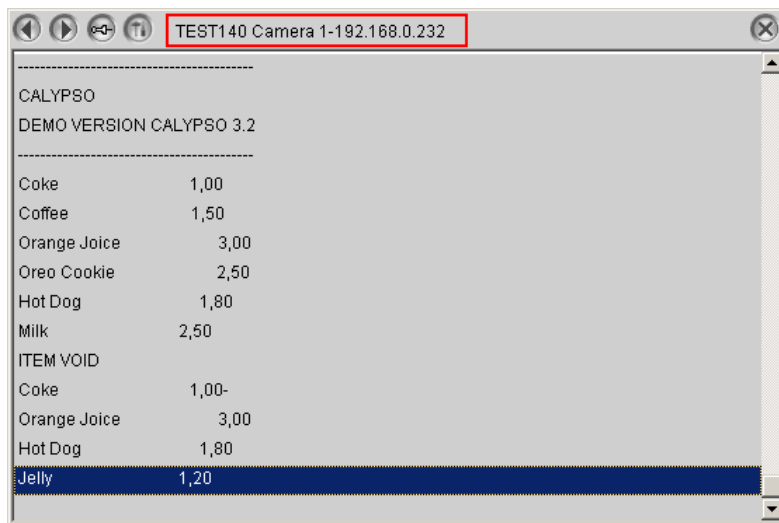 TEST140 Camera 1-192.168.0.232
------------------------------------------
CALYPSO
DEMO VERSION CALYPSO 3.2
------------------------------------------
Coke 1,00
Coffee 1,50
Orange Joice 3,00
Oreo Cookie 2,50
Hot Dog 1,80
Milk 2,50
ITEM VOID
Coke 1,00-
Orange Joice 3,00
Hot Dog 1,80
Jelly 1,20